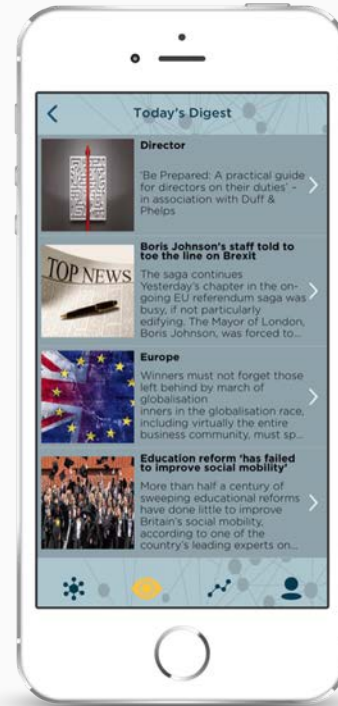 Today's Digest
Director
'Be Prepared: A practical guide
for directors on their duties' –
in association with Duff &
Phelps
TOP NEWS
Boris Johnson's staff told to
toe the line on Brexit
The saga continues
Yesterday's chapter in the on-
going EU referendum saga was
busy, if not particularly
edifying. The Mayor of London,
Boris Johnson, was forced to...
Europe
Winners must not forget those
left behind by march of
globalisation
inners in the globalisation race,
including virtually the entire
business community, must sp...
Education reform 'has failed
to improve social mobility'
More than half a century of
sweeping educational reforms
have done little to improve
Britain's social mobility,
according to one of the
country's leading experts on...